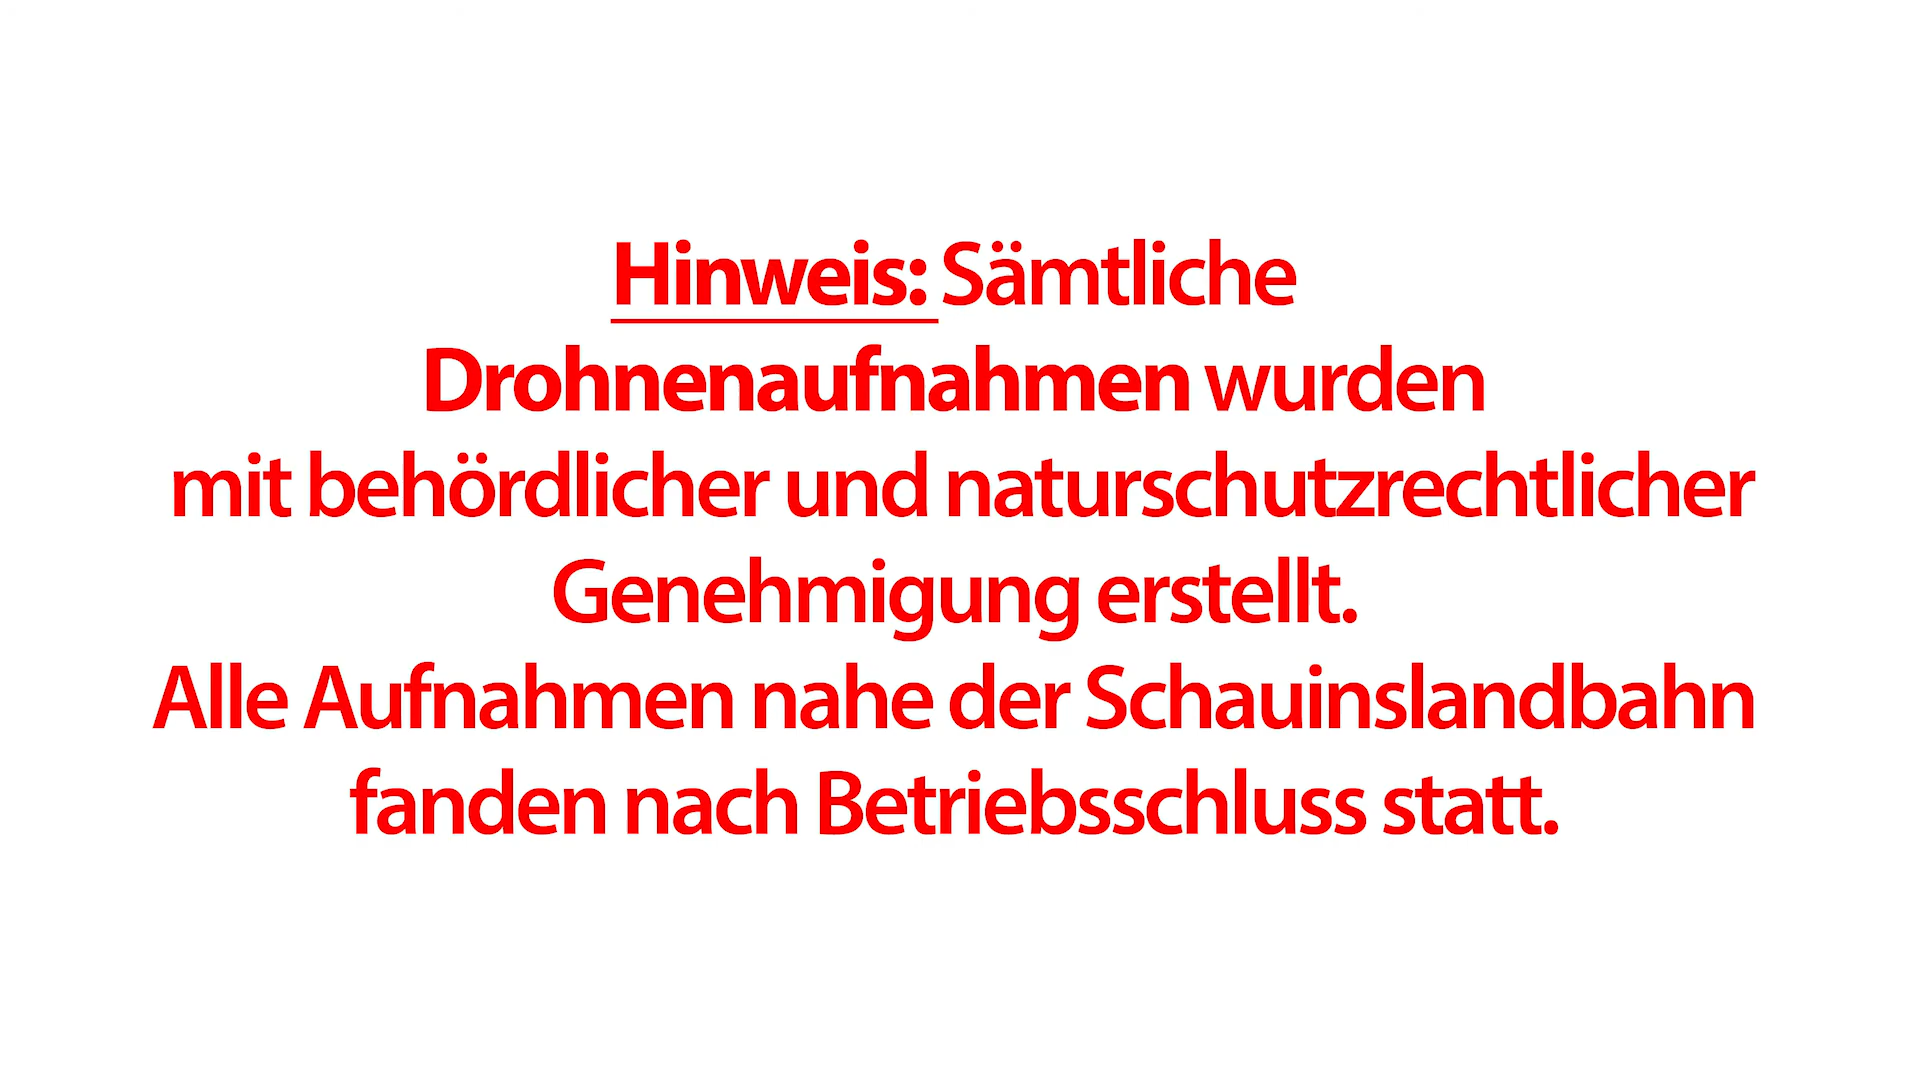 Hinweis: Sämtliche
Drohnenaufnahmen wurden
mit behördlicher und naturschutzrechtlicher
Genehmigung erstellt.
Alle Aufnahmen nahe der Schauinslandbahn
fanden nach Betriebsschluss statt.